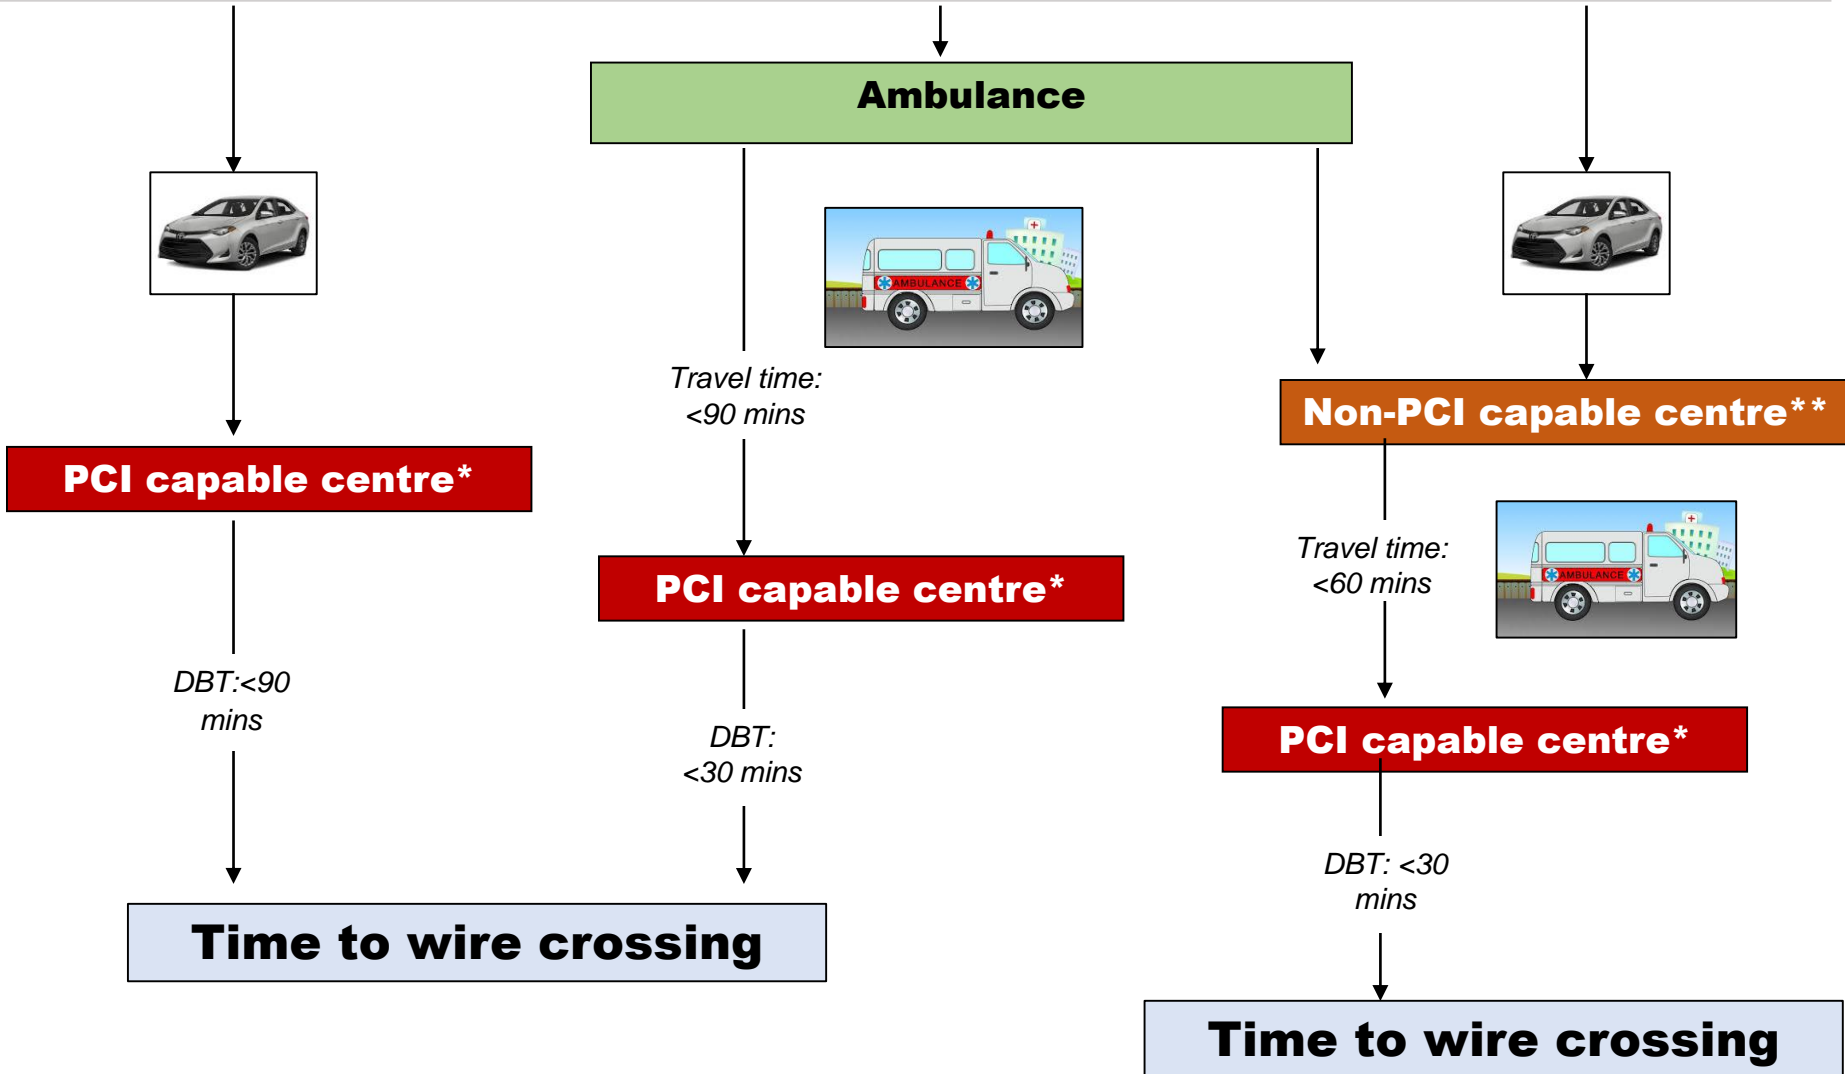 Ambulance
AMBULANCE
Travel time:
<90 mins
Non-PCI capable centre**
PCI capable centre*
Travel time:
<60 mins
AMBULANCE
PCI capable centre*
DBT:<90
mins
DBT:
<30 mins
PCI capable centre*
DBT: <30
mins
Time to wire crossing
Time to wire crossing